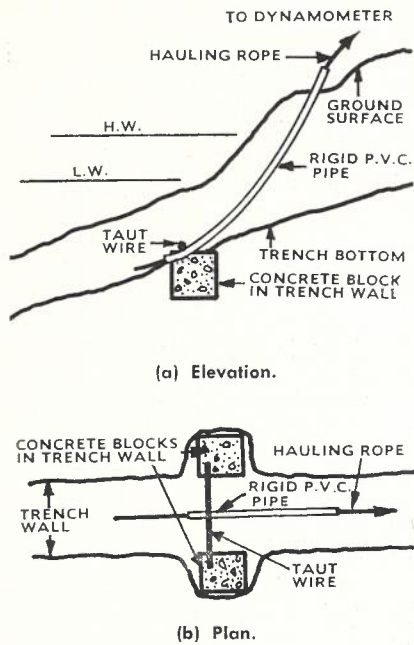 TO DYNAMOMETER
HAULING ROPE
GROUND
SURFACE
H.W.
RIGID P.V.C.
PIPE
L.W.
TAUT
WIRE
TRENCH BOTTOM
CONCRETE BLOCK
IN TRENCH WALL
(a) Elevation.
CONCRETE BLOCKS
IN TRENCH WALL
HAULING ROPE
RIGID P.V.C.
PIPE
TRENCH
WALL
TAUT
WIRE
(b) Plan.